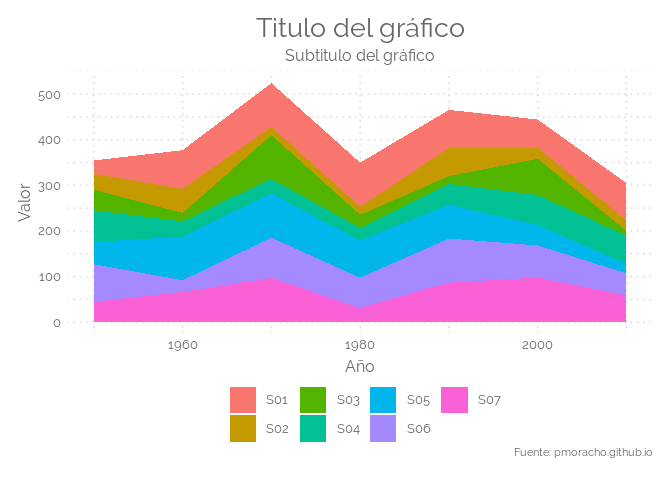 Titulo del gráfico
Subtitulo del gráfico
Valor
500
400
300
200
100
0
1960
1980
2000
Año
S01
S03
S05
S07
S02
S04
S06
Fuente: pmoracho.github.io